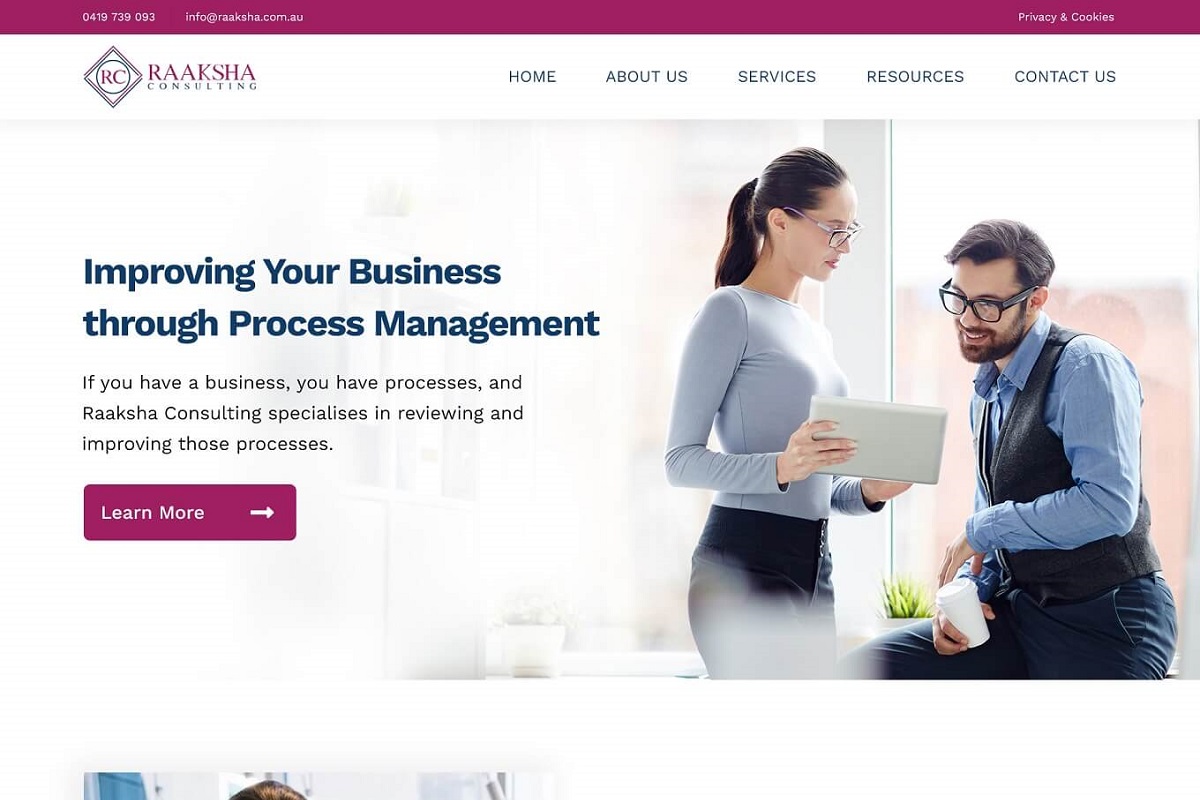 0419 739 093
info@raaksha.com.au
Privacy & Cookies
RC
RAAKSHA
CONSULTING
HOME
ABOUT US
SERVICES
RESOURCES
CONTACT US
Improving Your Business
through Process Management
If you have a business, you have processes, and
Raaksha Consulting specialises in reviewing and
improving those processes.
Learn More